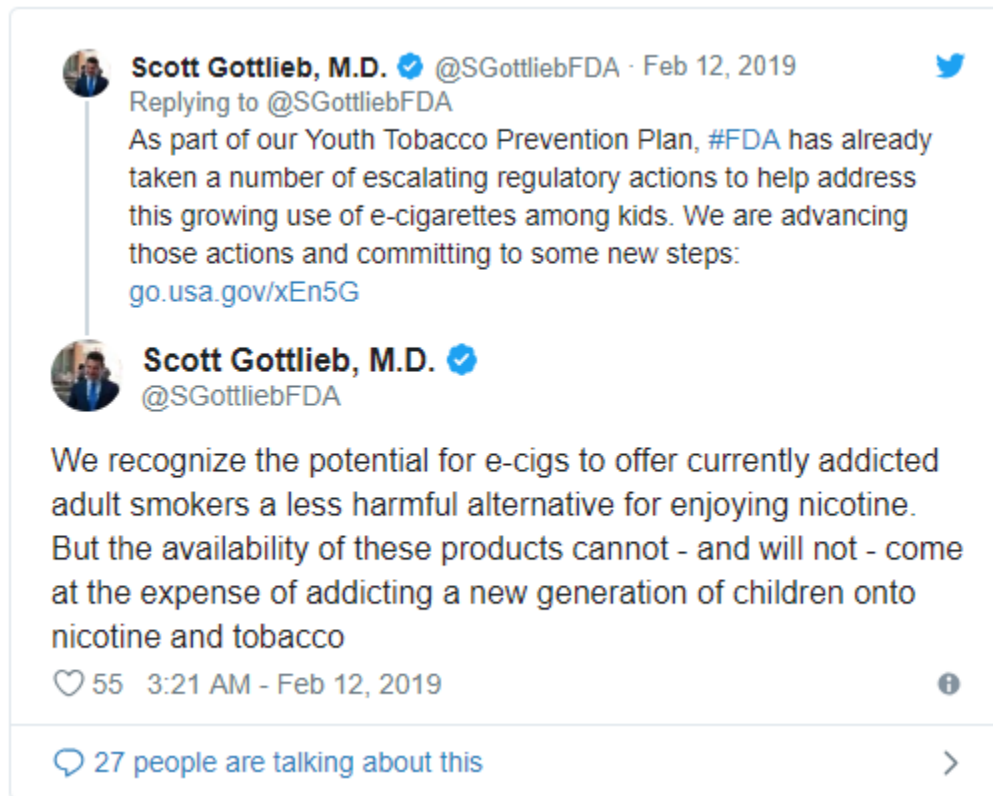 Scott Gottlieb, M.D. @SGottliebFDA · Feb 12, 2019
Replying to @SGottliebFDA
As part of our Youth Tobacco Prevention Plan, #FDA has already
taken a number of escalating regulatory actions to help address
this growing use of e-cigarettes among kids. We are advancing
those actions and committing to some new steps:
go.usa.gov/xEn5G
Scott Gottlieb, M.D.
@SGottliebFDA
We recognize the potential for e-cigs to offer currently addicted
adult smokers a less harmful alternative for enjoying nicotine.
But the availability of these products cannot - and will not - come
at the expense of addicting a new generation of children onto
nicotine and tobacco
55 3:21 AM - Feb 12, 2019
27 people are talking about this